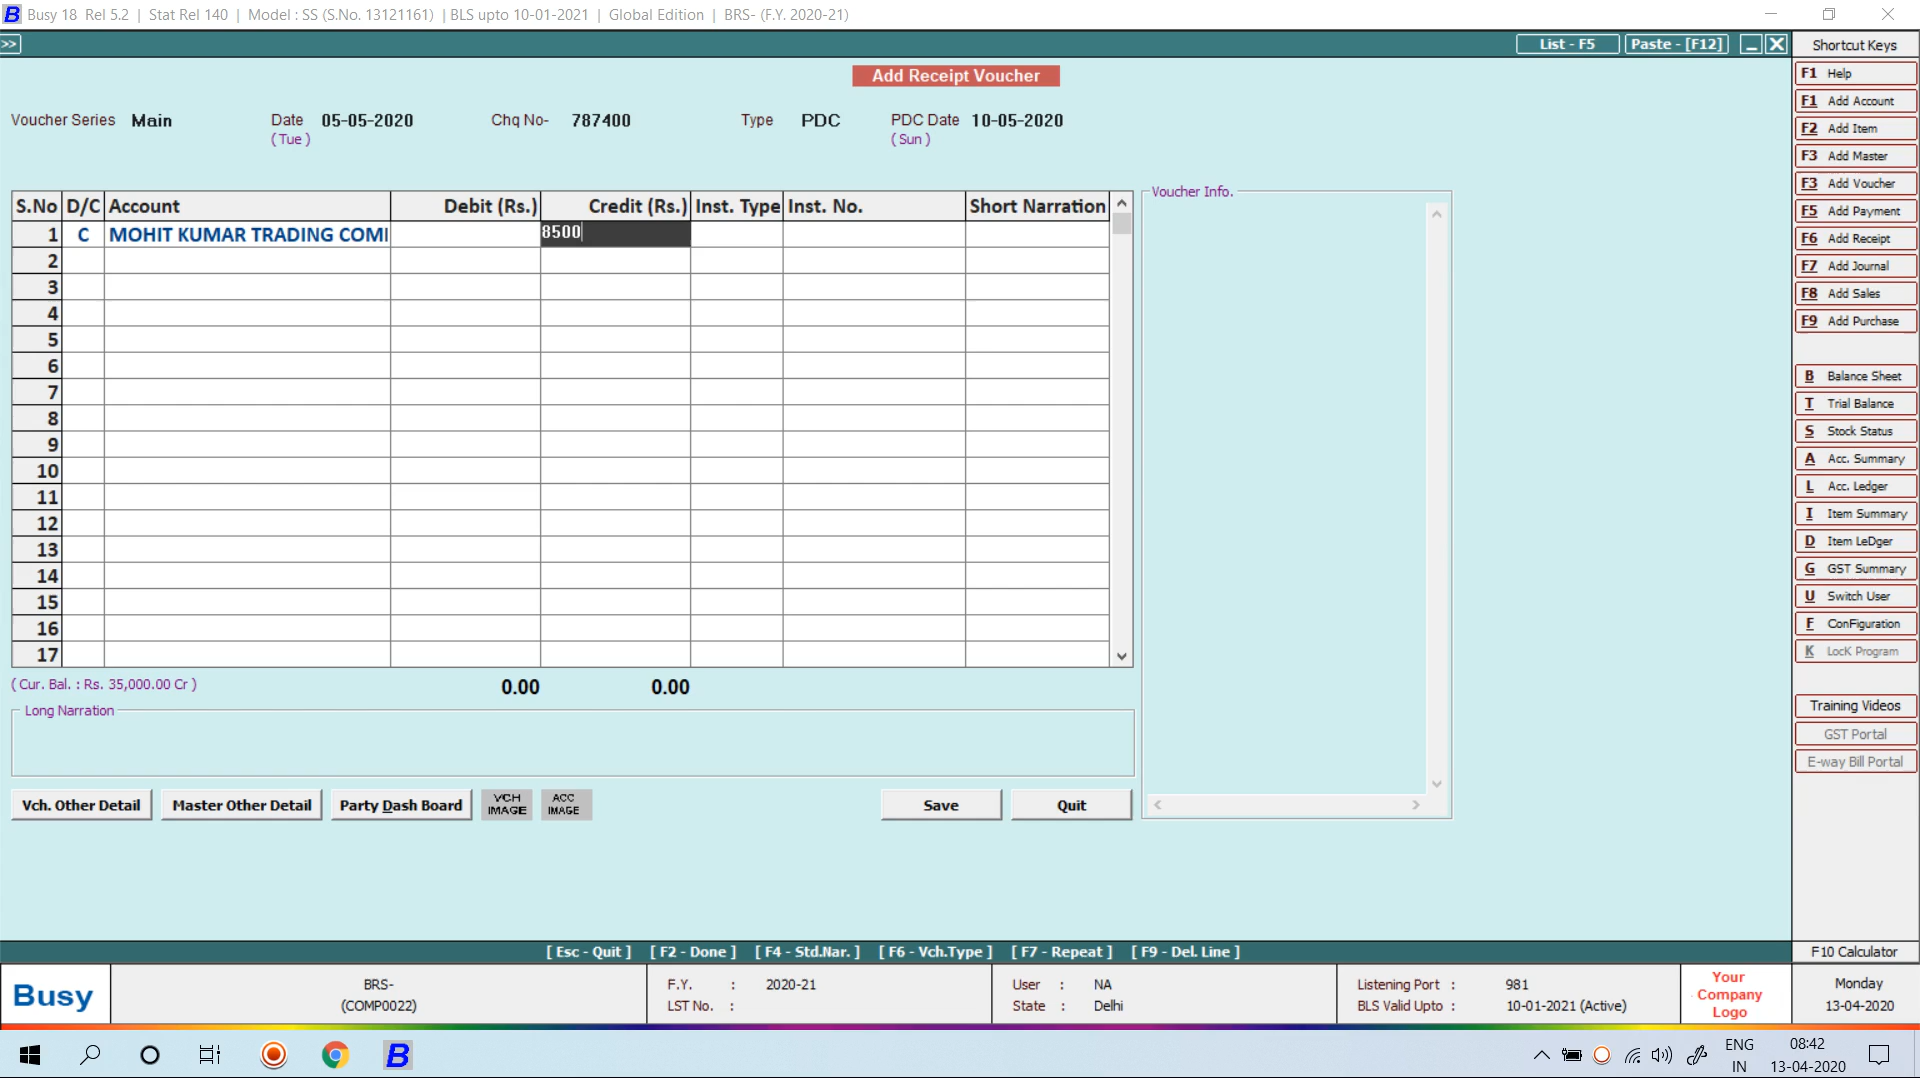 Busy 18 Rel 5.2 | Stat Rel 140 | Model : SS (S.No. 13121161) | BLS upto 10-01-2021 | Global Edition | BRS- (F.Y. 2020-21)
>> List - F5 Paste - [F12] Shortcut Keys
Add Receipt Voucher
Voucher Series Main Date 05-05-2020 Chq No- 787400 Type PDC PDC Date 10-05-2020
( Tue ) ( Sun )
S.No D/C Account Debit (Rs.) Credit (Rs.) Inst. Type Inst. No. Short Narration
1 C MOHIT KUMAR TRADING COMI 8500
2
3
4
5
6
7
8
9
10
11
12
13
14
15
16
17
( Cur. Bal. : Rs. 35,000.00 Cr ) 0.00 0.00
Long Narration
Vch. Other Detail Master Other Detail Party Dash Board VCH IMAGE ACC IMAGE Save Quit
Voucher Info.
F1 Help
F1 Add Account
F2 Add Item
F3 Add Master
F3 Add Voucher
F5 Add Payment
F6 Add Receipt
F7 Add Journal
F8 Add Sales
F9 Add Purchase
B Balance Sheet
T Trial Balance
S Stock Status
A Acc. Summary
L Acc. Ledger
I Item Summary
D Item LeDger
G GST Summary
U Switch User
F ConFiguration
K LocK Program
Training Videos
GST Portal
E-way Bill Portal
[ Esc - Quit ] [ F2 - Done ] [ F4 - Std.Nar. ] [ F6 - Vch.Type ] [ F7 - Repeat ] [ F9 - Del. Line ] F10 Calculator
Busy
BRS-
(COMP0022)
F.Y. : 2020-21
LST No. :
User : NA
State : Delhi
Listening Port : 981
BLS Valid Upto : 10-01-2021 (Active)
Your
Company
Logo
Monday
13-04-2020
ENG
IN
08:42
13-04-2020